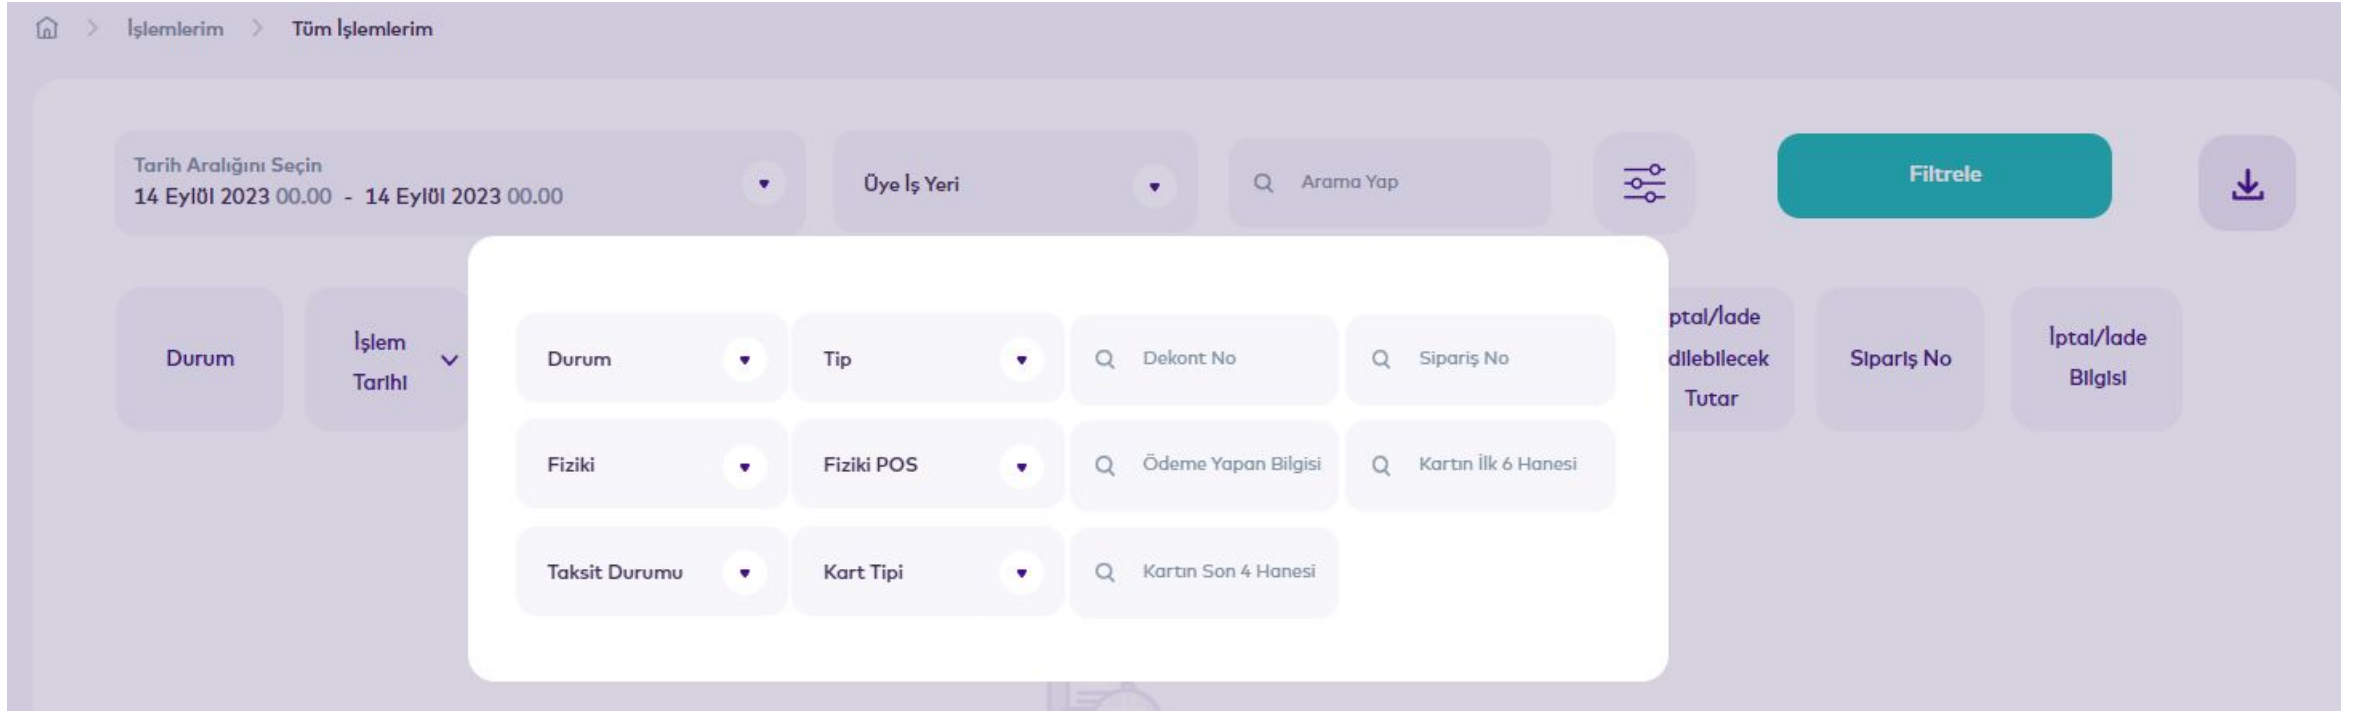 İşlemlerim > Tüm İşlemlerim
Tarih Aralığını Seçin
14 Eylül 2023 00.00 - 14 Eylül 2023 00.00
Üye İş Yeri
Arama Yap
Filtrele
Durum
İşlem
Tarihi
ptal/İade
dilebilecek
Tutar
Sipariş No
İptal/İade
Bilgisi
Durum
Tip
Dekont No
Sipariş No
Fiziki
Fiziki POS
Ödeme Yapan Bilgisi
Kartın İlk 6 Hanesi
Taksit Durumu
Kart Tipi
Kartın Son 4 Hanesi